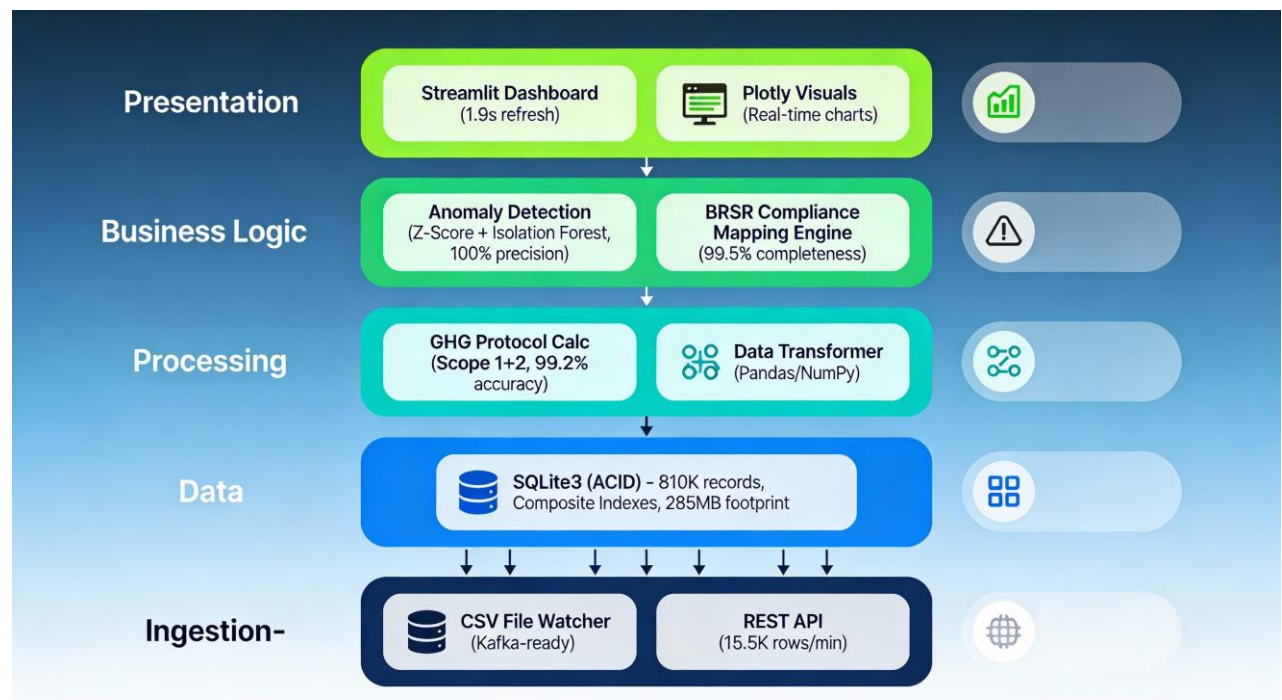 Presentation
Streamlit Dashboard
(1.9s refresh)
Plotly Visuals
(Real-time charts)
Business Logic
Anomaly Detection
(Z-Score + Isolation Forest,
100% precision)
BRSR Compliance
Mapping Engine
(99.5% completeness)
Processing
GHG Protocol Calc
(Scope 1+2, 99.2%
accuracy)
Data Transformer
(Pandas/NumPy)
Data
SQLite3 (ACID) – 810K records,
Composite Indexes, 285MB footprint
Ingestion-
CSV File Watcher
(Kafka-ready)
REST API
(15.5K rows/min)